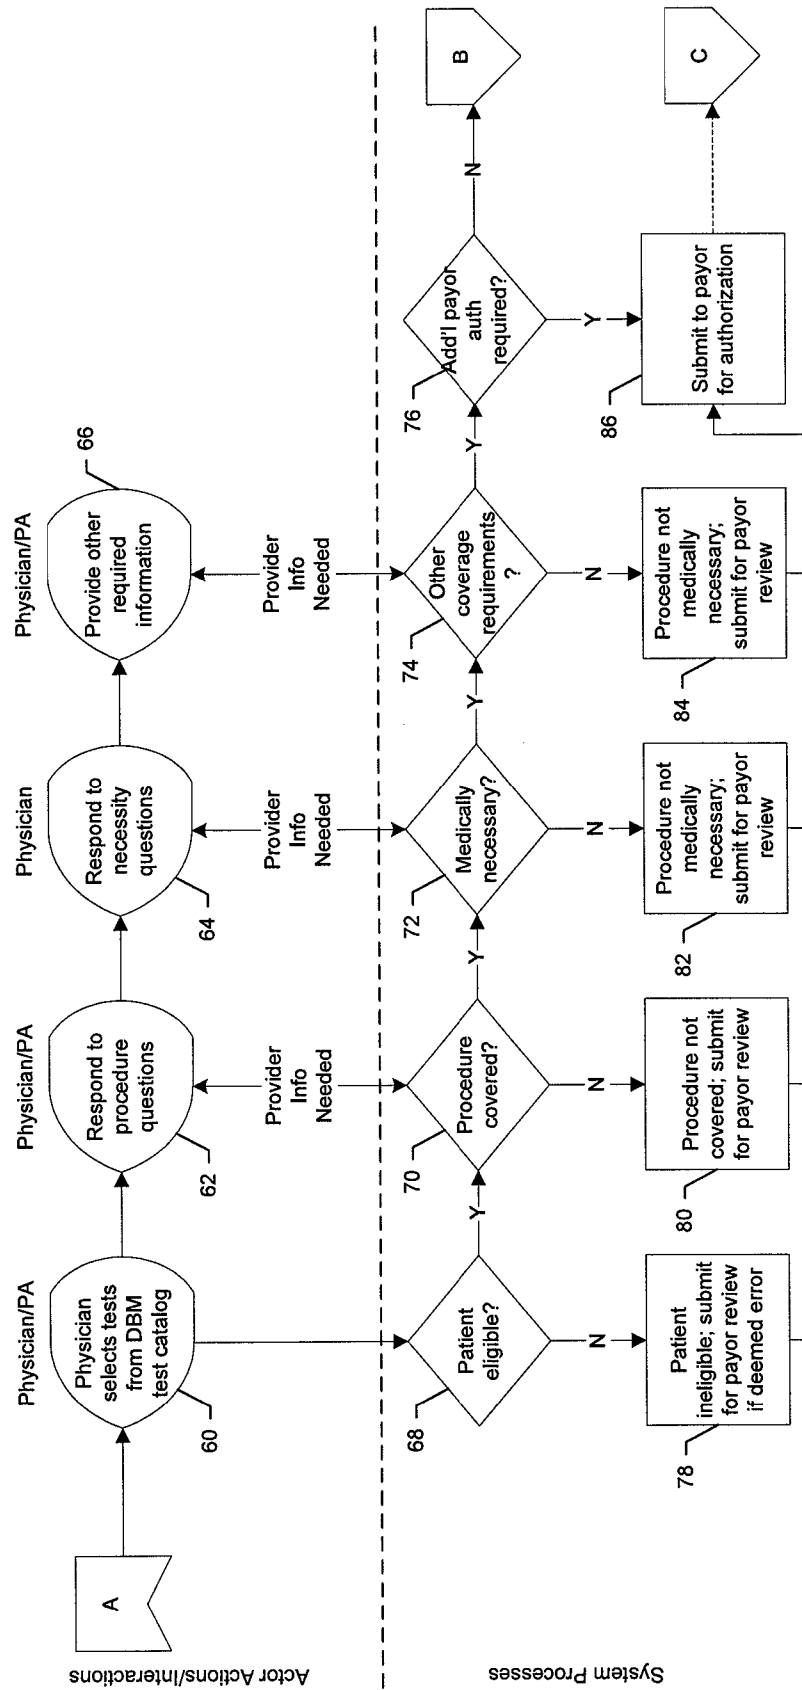 Actor Actions/Interactions
A
Physician/PA
Physician
selects tests
from DBM
test catalog
60
Physician/PA
Respond to
procedure
questions
62
Physician
Respond to
necessity
questions
64
Physician/PA
Provide other
required
information
66
Provider
Info
Needed
Provider
Info
Needed
Provider
Info
Needed
System Processes
Patient
eligible?
68
Y
Procedure
covered?
70
Y
Medically
necessary?
72
Y
Other
coverage
requirements
?
74
Y
Add'l payor
auth
required?
76
N
B
N
N
N
N
Y
Patient
ineligible; submit
for payor review
if deemed error
78
Procedure not
covered; submit
for payor review
80
Procedure not
medically
necessary;
submit for payor
review
82
Procedure not
medically
necessary;
submit for payor
review
84
Submit to payor
for authorization
86
C